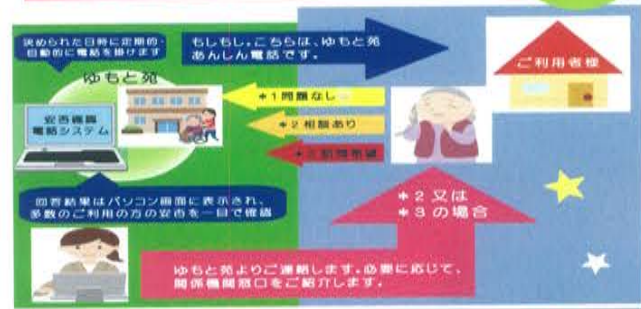 決められた日時に定期的・
自動的に電話を掛けます
もしもし。こちらは、ゆもと苑
あんしん電話です。
ご利用者様
ゆもと苑
安否確認
電話システム
*1問題なし
*2相談あり
回答結果はパソコン画面に表示され、
多数のご利用の方の安否を一目で確認
*2又は
*3の場合
ゆもと苑よりご連絡します。必要に応じて、
関係機関窓口をご紹介します。